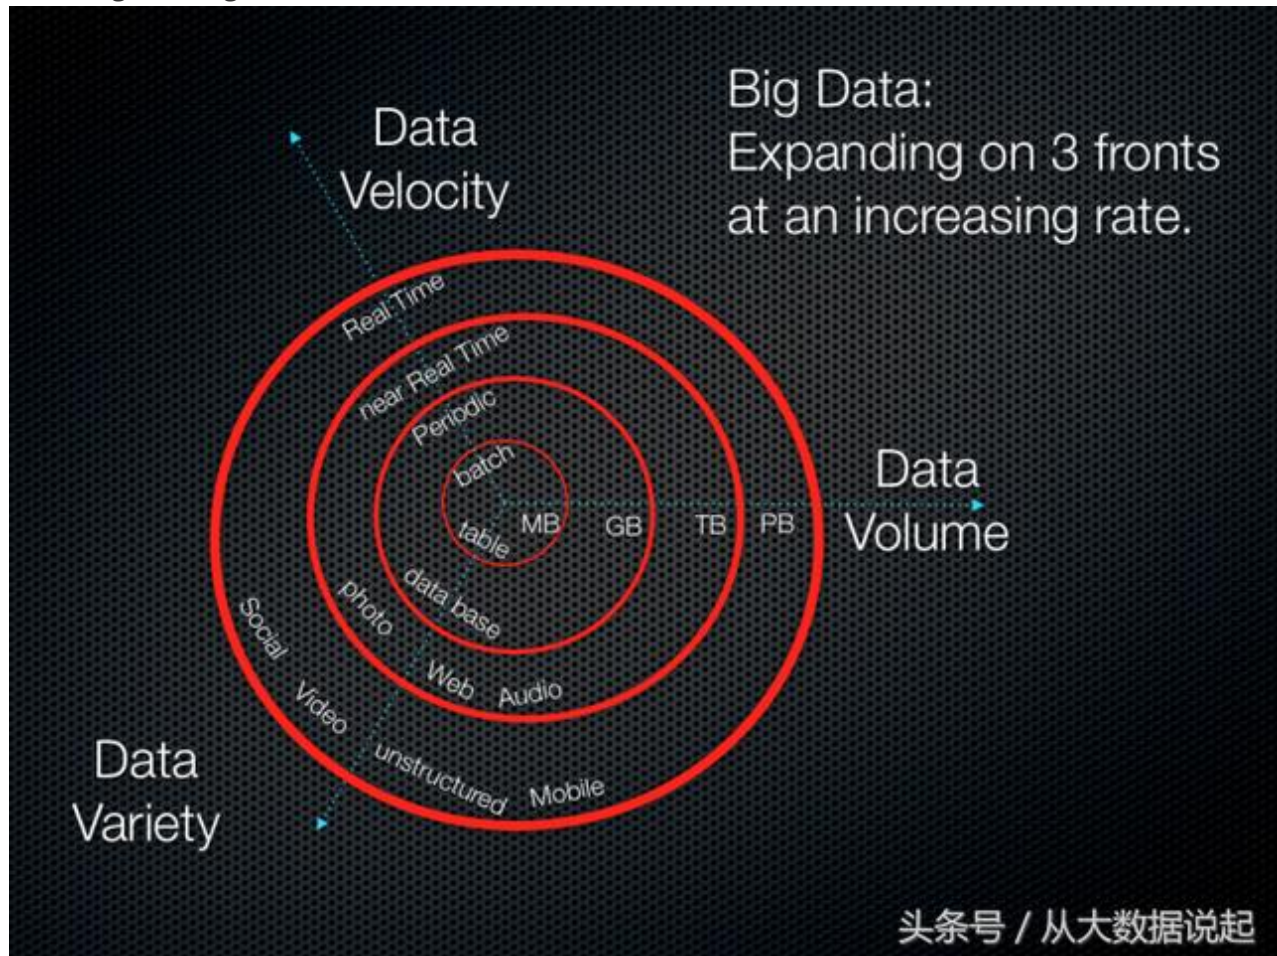 Big Data:
Expanding on 3 fronts
at an increasing rate.
Data
Velocity
Real Time
near Real Time
Periodic
batch
table
data base
photo
Web
Audio
Social
Video
unstructured
Mobile
MB
GB
TB
PB
Data
Volume
Data
Variety
头条号 / 从大数据说起